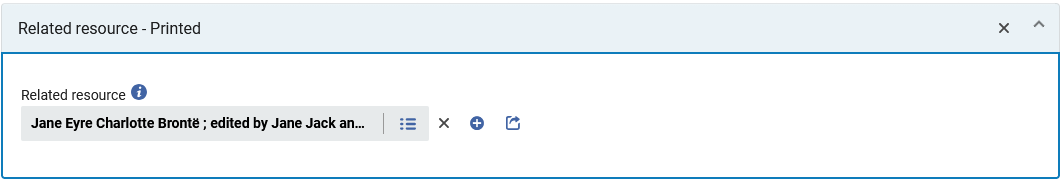 Related resource - Printed
Related resource
Jane Eyre Charlotte Brontë ; edited by Jane Jack an...